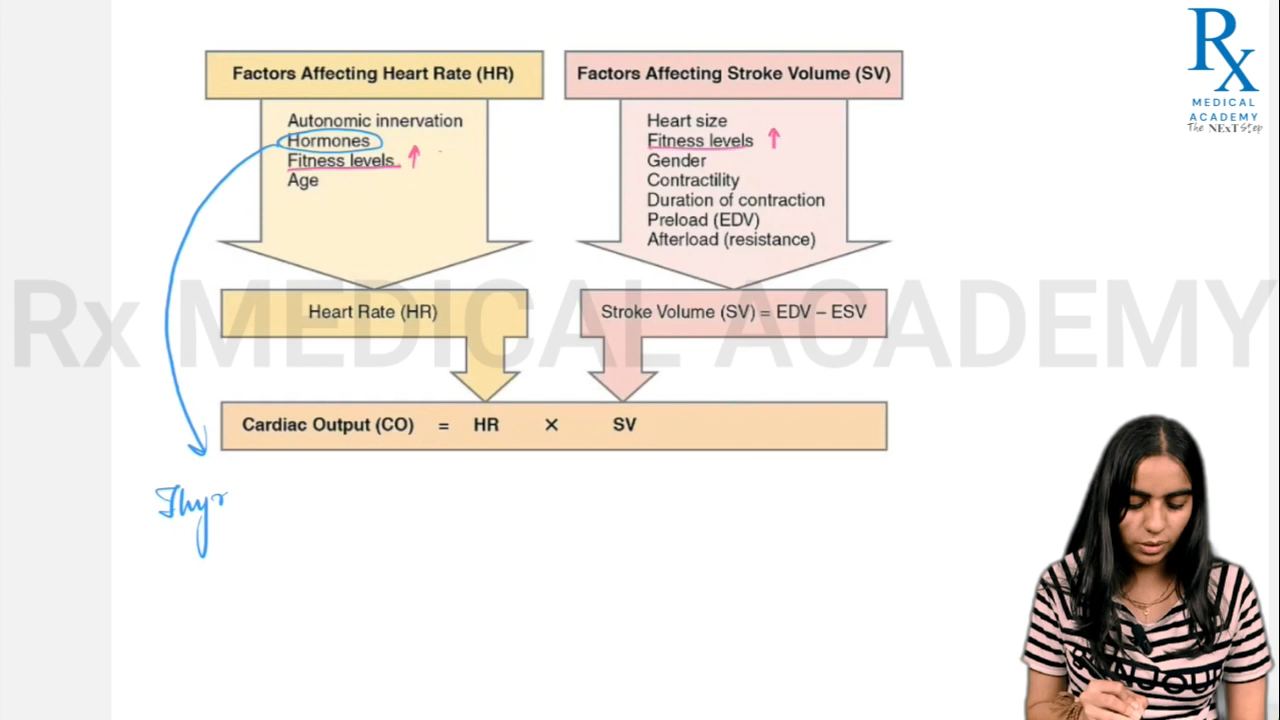 Rx
MEDICAL
ACADEMY
The NExT Step
Factors Affecting Heart Rate (HR)
Autonomic innervation
Hormones
Fitness levels
Age
Heart Rate (HR)
Factors Affecting Stroke Volume (SV)
Heart size
Fitness levels
Gender
Contractility
Duration of contraction
Preload (EDV)
Afterload (resistance)
Stroke Volume (SV) = EDV – ESV
Cardiac Output (CO) = HR × SV
Thyr
Rx MEDICAL ACADEMY